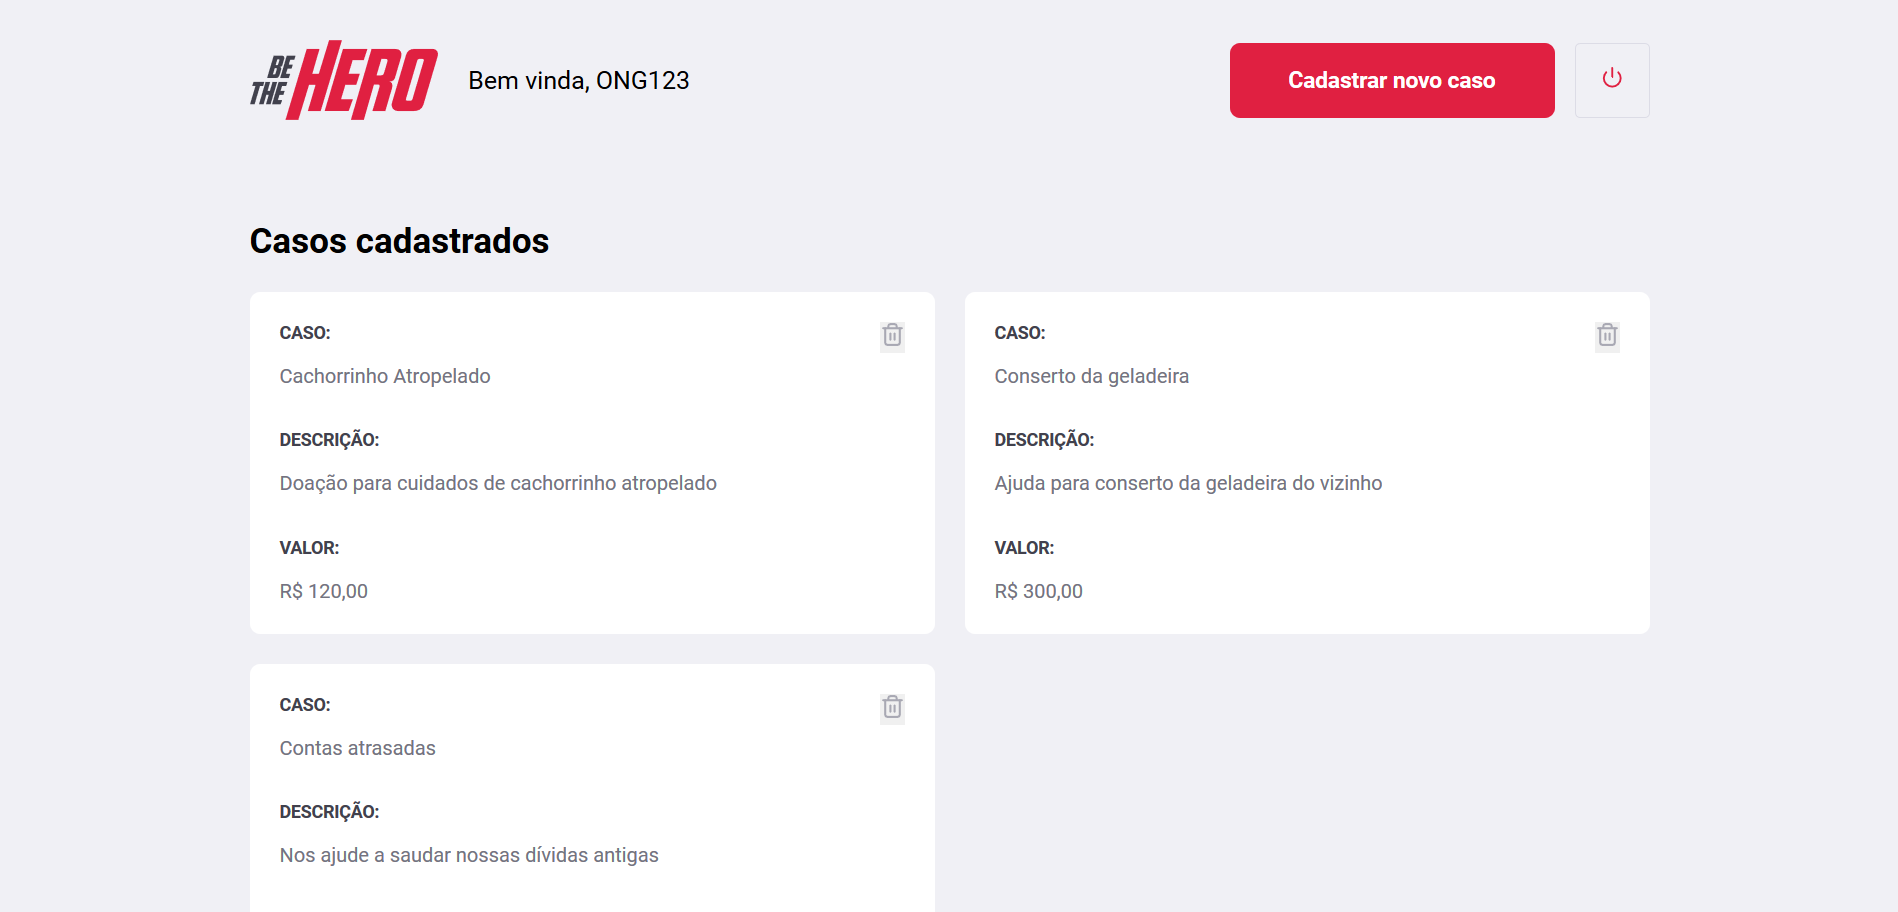 BE
THE HERO
Bem vinda, ONG123
Cadastrar novo caso
Casos cadastrados
CASO:
Cachorrinho Atropelado
DESCRIÇÃO:
Doação para cuidados de cachorrinho atropelado
VALOR:
R$ 120,00
CASO:
Conserto da geladeira
DESCRIÇÃO:
Ajuda para conserto da geladeira do vizinho
VALOR:
R$ 300,00
CASO:
Contas atrasadas
DESCRIÇÃO:
Nos ajude a saudar nossas dívidas antigas